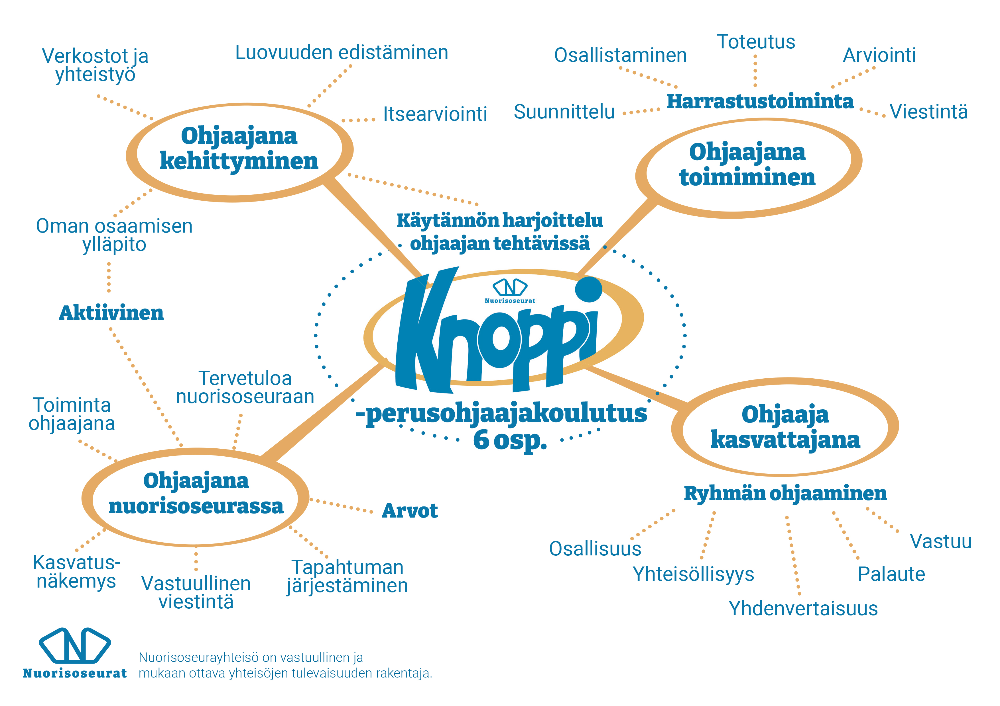 Verkostot ja
yhteistyö
Luovuuden edistäminen
Itsearviointi
Ohjaajana
kehittyminen
Oman osaamisen
ylläpito
Osallistaminen
Toteutus
Arviointi
Suunnittelu
Harrastustoiminta
Viestintä
Ohjaajana
toimiminen
Käytännön harjoittelu
ohjaajan tehtävissä
Nuorisoseurat
Knoppi
-perusohjaajakoulutus
6 osp.
Aktiivinen
Tervetuloa
nuorisoseuraan
Toiminta
ohjaajana
Ohjaajana
nuorisoseurassa
Arvot
Kasvatus-
näkemys
Vastuullinen
viestintä
Tapahtuman
järjestäminen
Ohjaaja
kasvattajana
Ryhmän ohjaaminen
Osallisuus
Yhteisöllisyys
Yhdenvertaisuus
Palaute
Vastuu
N
Nuorisoseurat
Nuorisoseurayhteisö on vastuullinen ja
mukaan ottava yhteisöjen tulevaisuuden rakentaja.